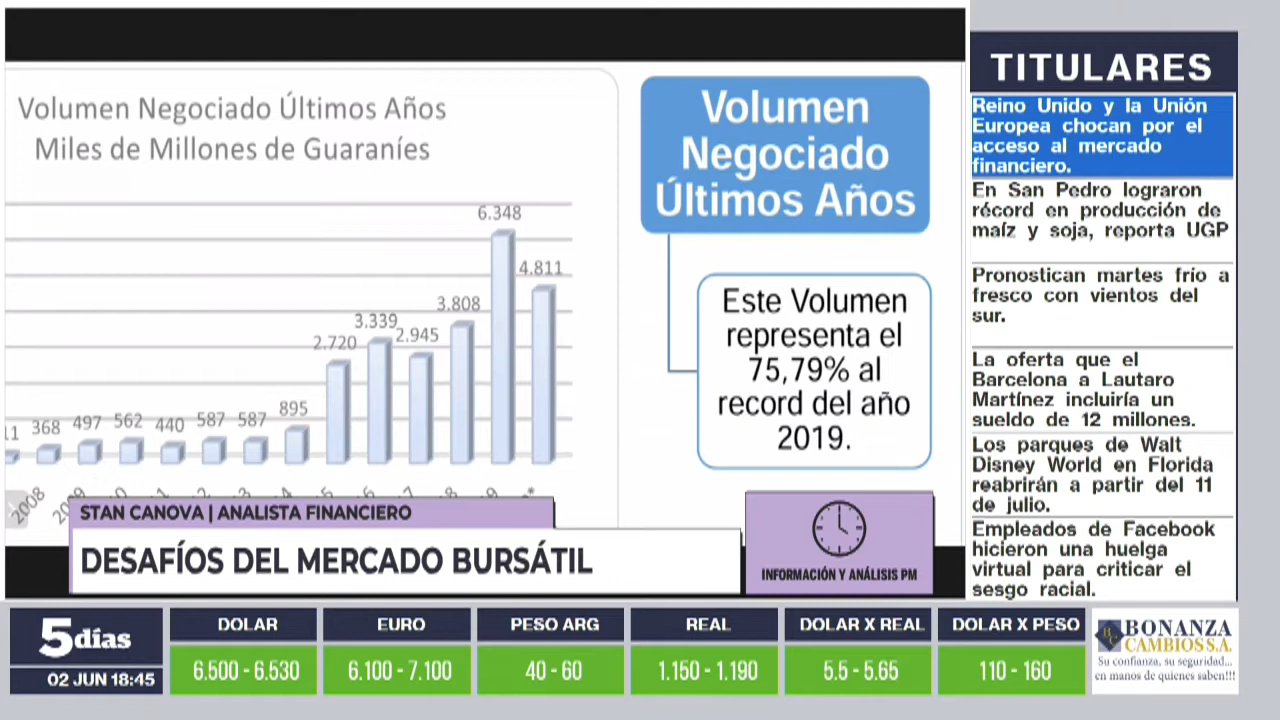 Volumen Negociado Últimos Años
Miles de Millones de Guaraníes
6.348
4.811
3.808
3.339
2.945
2.720
895
587
587
440
562
497
368
11
2008
Volumen
Negociado
Últimos Años
Este Volumen
representa el
75,79% al
record del año
2019.
STAN CANOVA | ANALISTA FINANCIERO
DESAFÍOS DEL MERCADO BURSÁTIL
INFORMACIÓN Y ANÁLISIS PM
TITULARES
Reino Unido y la Unión
Europea chocan por el
acceso al mercado
financiero.
En San Pedro lograron
récord en producción de
maíz y soja, reporta UGP
Pronostican martes frio a
fresco con vientos del
sur.
La oferta que el
Barcelona a Lautaro
Martínez incluiría un
sueldo de 12 millones.
Los parques de Walt
Disney World en Florida
reabrirán a partir del 11
de julio.
Empleados de Facebook
hicieron una huelga
virtual para criticar el
sesgo racial.
5días
02 JUN 18:45
DOLAR
6.500 - 6.530
EURO
6.100 - 7.100
PESO ARG
40 - 60
REAL
1.150 - 1.190
DOLAR X REAL
5.5 - 5.65
DOLAR X PESO
110 - 160
BONANZA
CAMBIOS S.A.
Su confianza, su seguridad...
en manos de quienes saben!!!